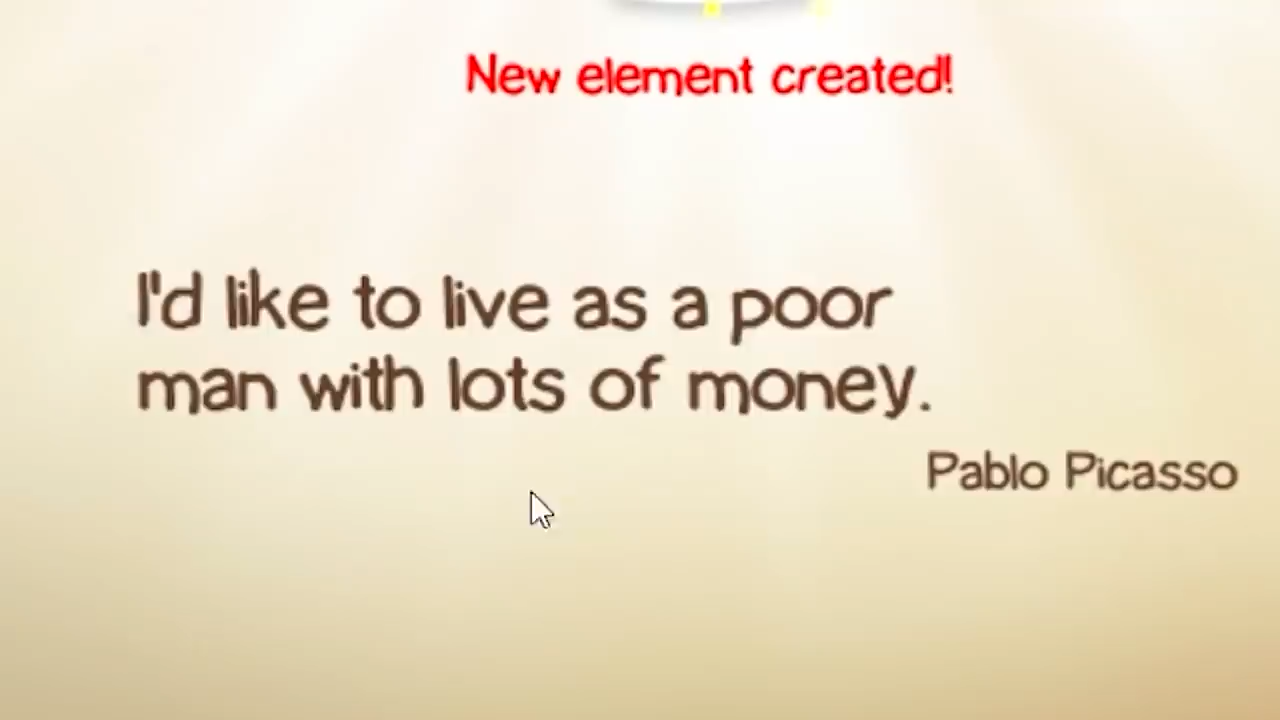 New element created!
I'd like to live as a poor
man with lots of money.
Pablo Picasso